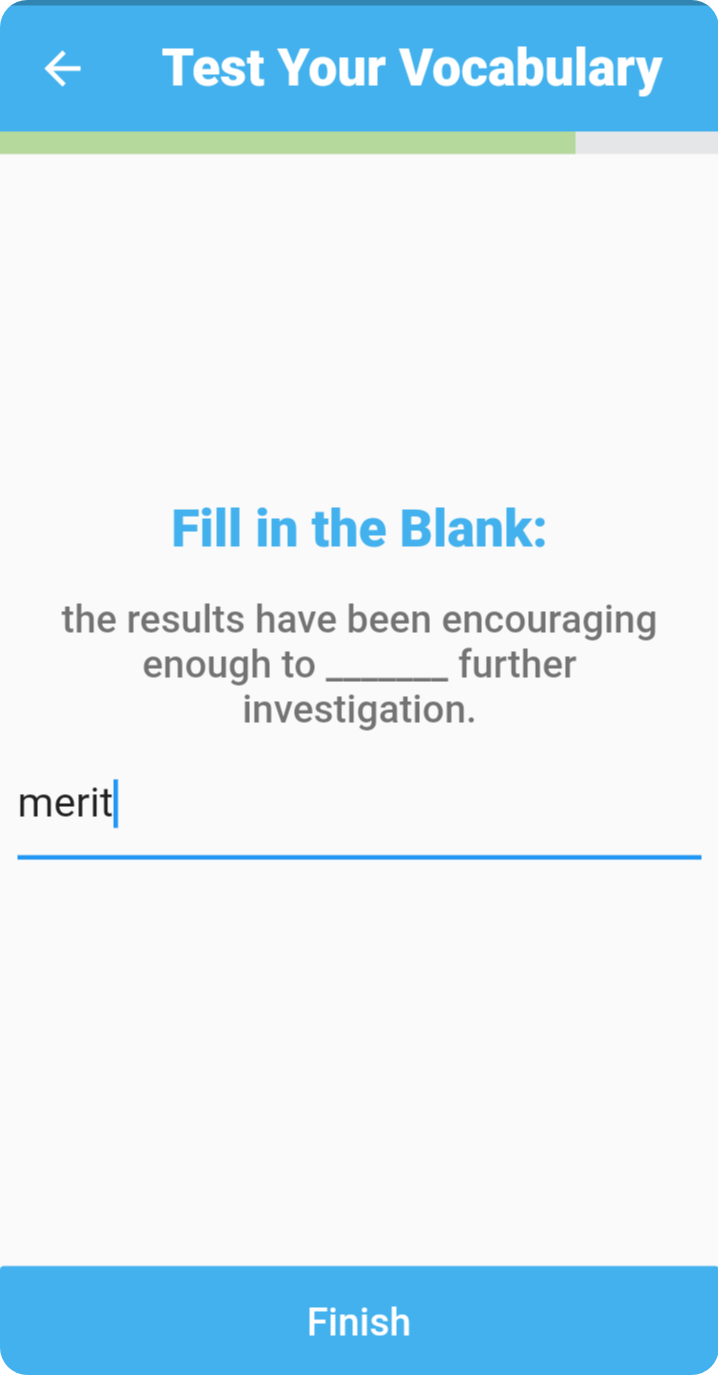 Test Your Vocabulary
Fill in the Blank:
the results have been encouraging
enough to _______ further
investigation.
merit
Finish